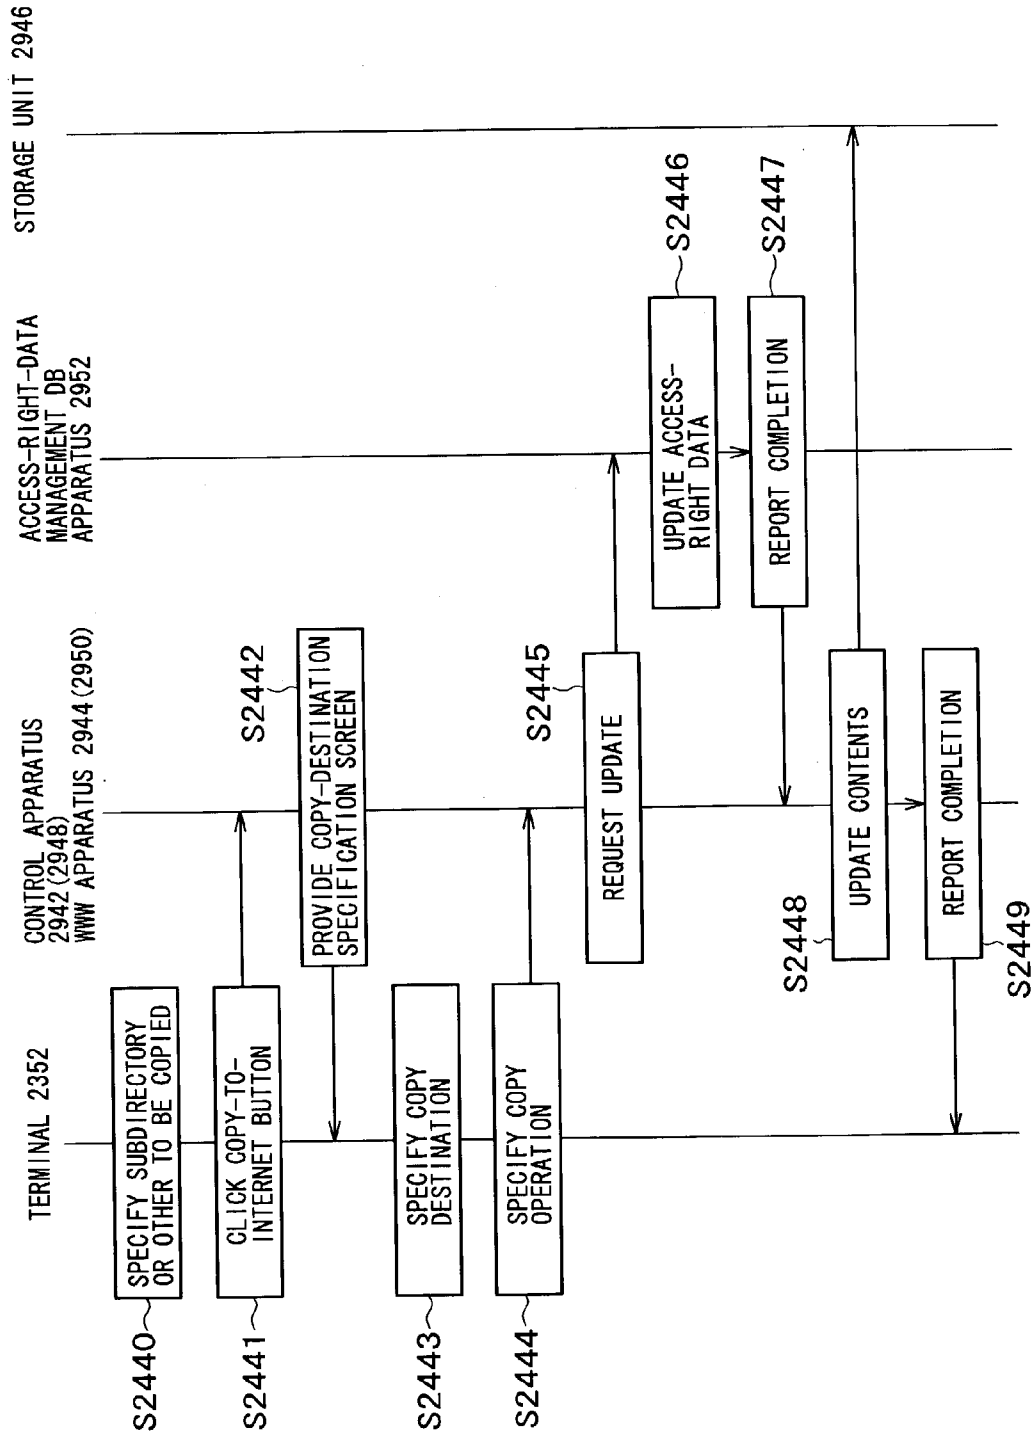 TERMINAL 2352
CONTROL APPARATUS
2942(2948)
WWW APPARATUS 2944(2950)
ACCESS-RIGHT-DATA
MANAGEMENT DB
APPARATUS 2952
STORAGE UNIT 2946
S2440
SPECIFY SUBDIRECTORY
OR OTHER TO BE COPIED
S2441
CLICK COPY-TO-
INTERNET BUTTON
S2442
PROVIDE COPY-DESTINATION
SPECIFICATION SCREEN
S2443
SPECIFY COPY
DESTINATION
S2444
SPECIFY COPY
OPERATION
S2445
REQUEST UPDATE
S2446
UPDATE ACCESS-
RIGHT DATA
S2447
REPORT COMPLETION
S2448
UPDATE CONTENTS
S2449
REPORT COMPLETION